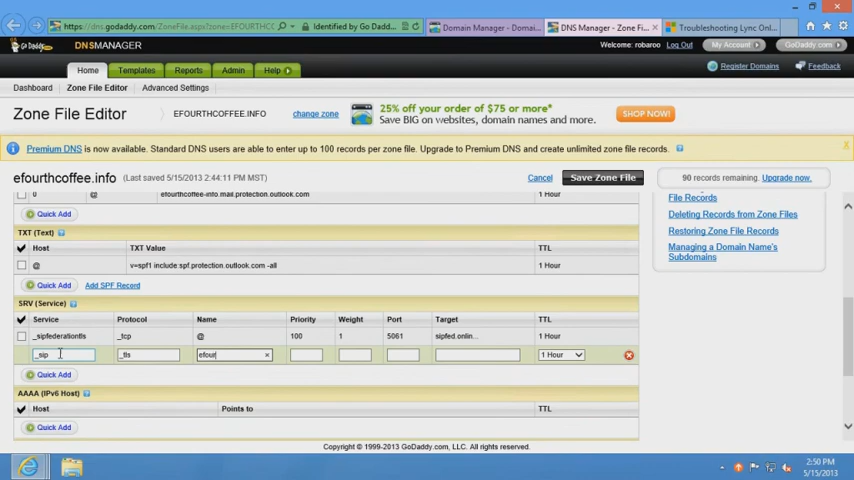 https://dns.godaddy.com/ZoneFile.aspx?zone=EFOURTHCO
Identified by Go Dadd...
Domain Manager - Domai...
DNS Manager - Zone Fi...
Troubleshooting Lync Onl...
Go Daddy
DNSMANAGER
Welcome: robaroo
Log Out
My Account
GoDaddy.com
Home
Templates
Reports
Admin
Help
Register Domains
Feedback
Dashboard
Zone File Editor
Advanced Settings
Zone File Editor
EFOURTHCOFFEE.INFO
change zone
25% off your order of $75 or more*
Save BIG on websites, domain names and more.
SHOP NOW!
Premium DNS is now available. Standard DNS users are able to enter up to 100 records per zone file. Upgrade to Premium DNS and create unlimited zone file records.
efourthcoffee.info (Last saved 5/15/2013 2:44:11 PM MST)
Cancel
Save Zone File
90 records remaining. Upgrade now.
0 @ efourthcoffee-info.mail.protection.outlook.com 1 Hour
Quick Add
File Records
Deleting Records from Zone Files
Restoring Zone File Records
Managing a Domain Name's
Subdomains
TXT (Text)
Host TXT Value TTL
@ v=spf1 include:spf.protection.outlook.com -all 1 Hour
Quick Add Add SPF Record
SRV (Service)
Service Protocol Name Priority Weight Port Target TTL
_sipfederationtls _tcp @ 100 1 5061 sipfed.onlin... 1 Hour
_sip _tls efour 1 Hour
Quick Add
AAAA (IPv6 Host)
Host Points to TTL
Quick Add
Copyright © 1999-2013 GoDaddy.com, LLC. All rights reserved.
2:50 PM
5/15/2013